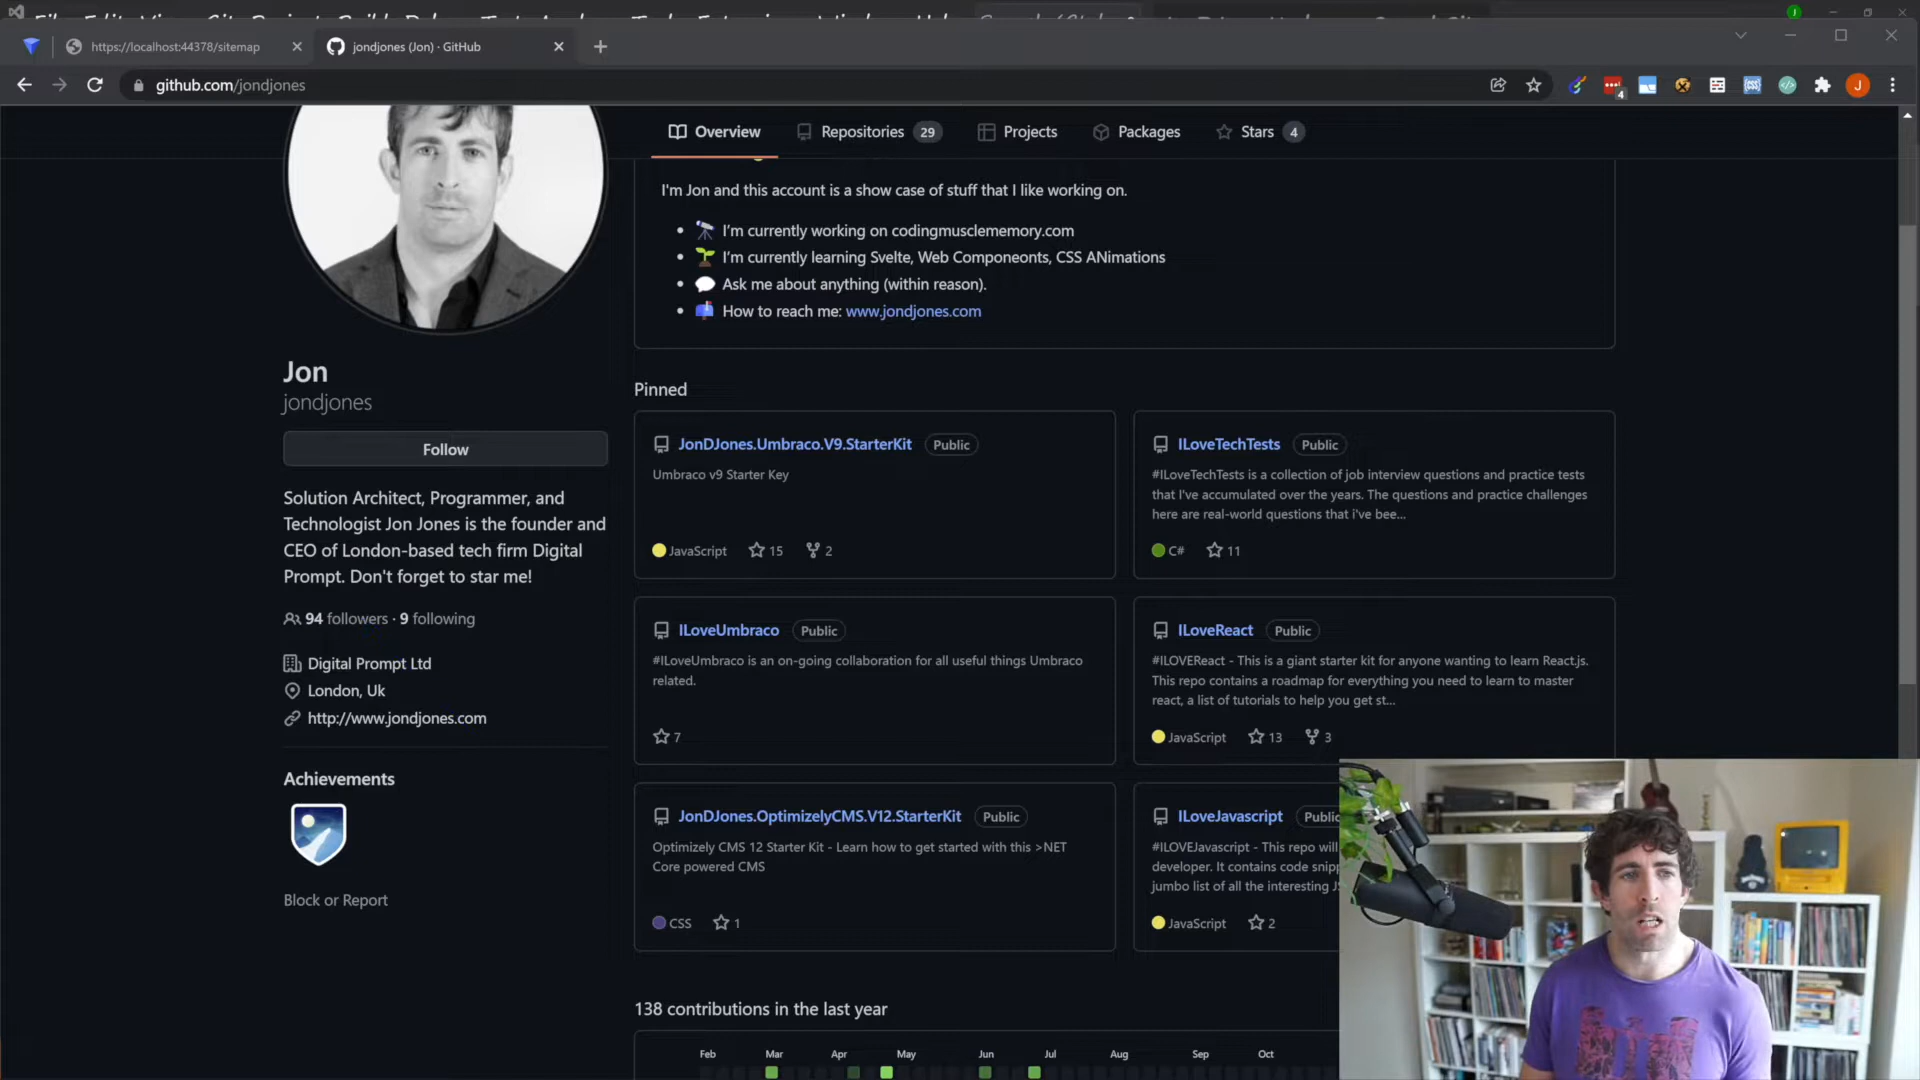 https://localhost:44378/sitemap
jondjones (Jon) · GitHub
github.com/jondjones
4
J
J
Overview
Repositories 29
Projects
Packages
Stars 4
I'm Jon and this account is a show case of stuff that I like working on.
• I'm currently working on codingmusclememory.com
• I'm currently learning Svelte, Web Componeonts, CSS ANimations
• Ask me about anything (within reason).
• How to reach me: www.jondjones.com
Jon
jondjones
Follow
Solution Architect, Programmer, and
Technologist Jon Jones is the founder and
CEO of London-based tech firm Digital
Prompt. Don't forget to star me!
94 followers · 9 following
Digital Prompt Ltd
London, Uk
http://www.jondjones.com
Achievements
Block or Report
Pinned
JonDJones.Umbraco.V9.StarterKit Public
Umbraco v9 Starter Key
JavaScript 15 2
ILoveTechTests Public
#ILoveTechTests is a collection of job interview questions and practice tests
that I've accumulated over the years. The questions and practice challenges
here are real-world questions that i've bee...
C# 11
ILoveUmbraco Public
#ILoveUmbraco is an on-going collaboration for all useful things Umbraco
related.
7
ILoveReact Public
#ILOVEReact - This is a giant starter kit for anyone wanting to learn React.js.
This repo contains a roadmap for everything you need to learn to master
react, a list of tutorials to help you get st...
JavaScript 13 3
JonDJones.OptimizelyCMS.V12.StarterKit Public
Optimizely CMS 12 Starter Kit - Learn how to get started with this >NET
Core powered CMS
CSS 1
ILoveJavascript Public
#ILOVEJavascript - This repo will
developer. It contains code snip
jumbo list of all the interesting JS
JavaScript 2
138 contributions in the last year
Feb Mar Apr May Jun Jul Aug Sep Oct